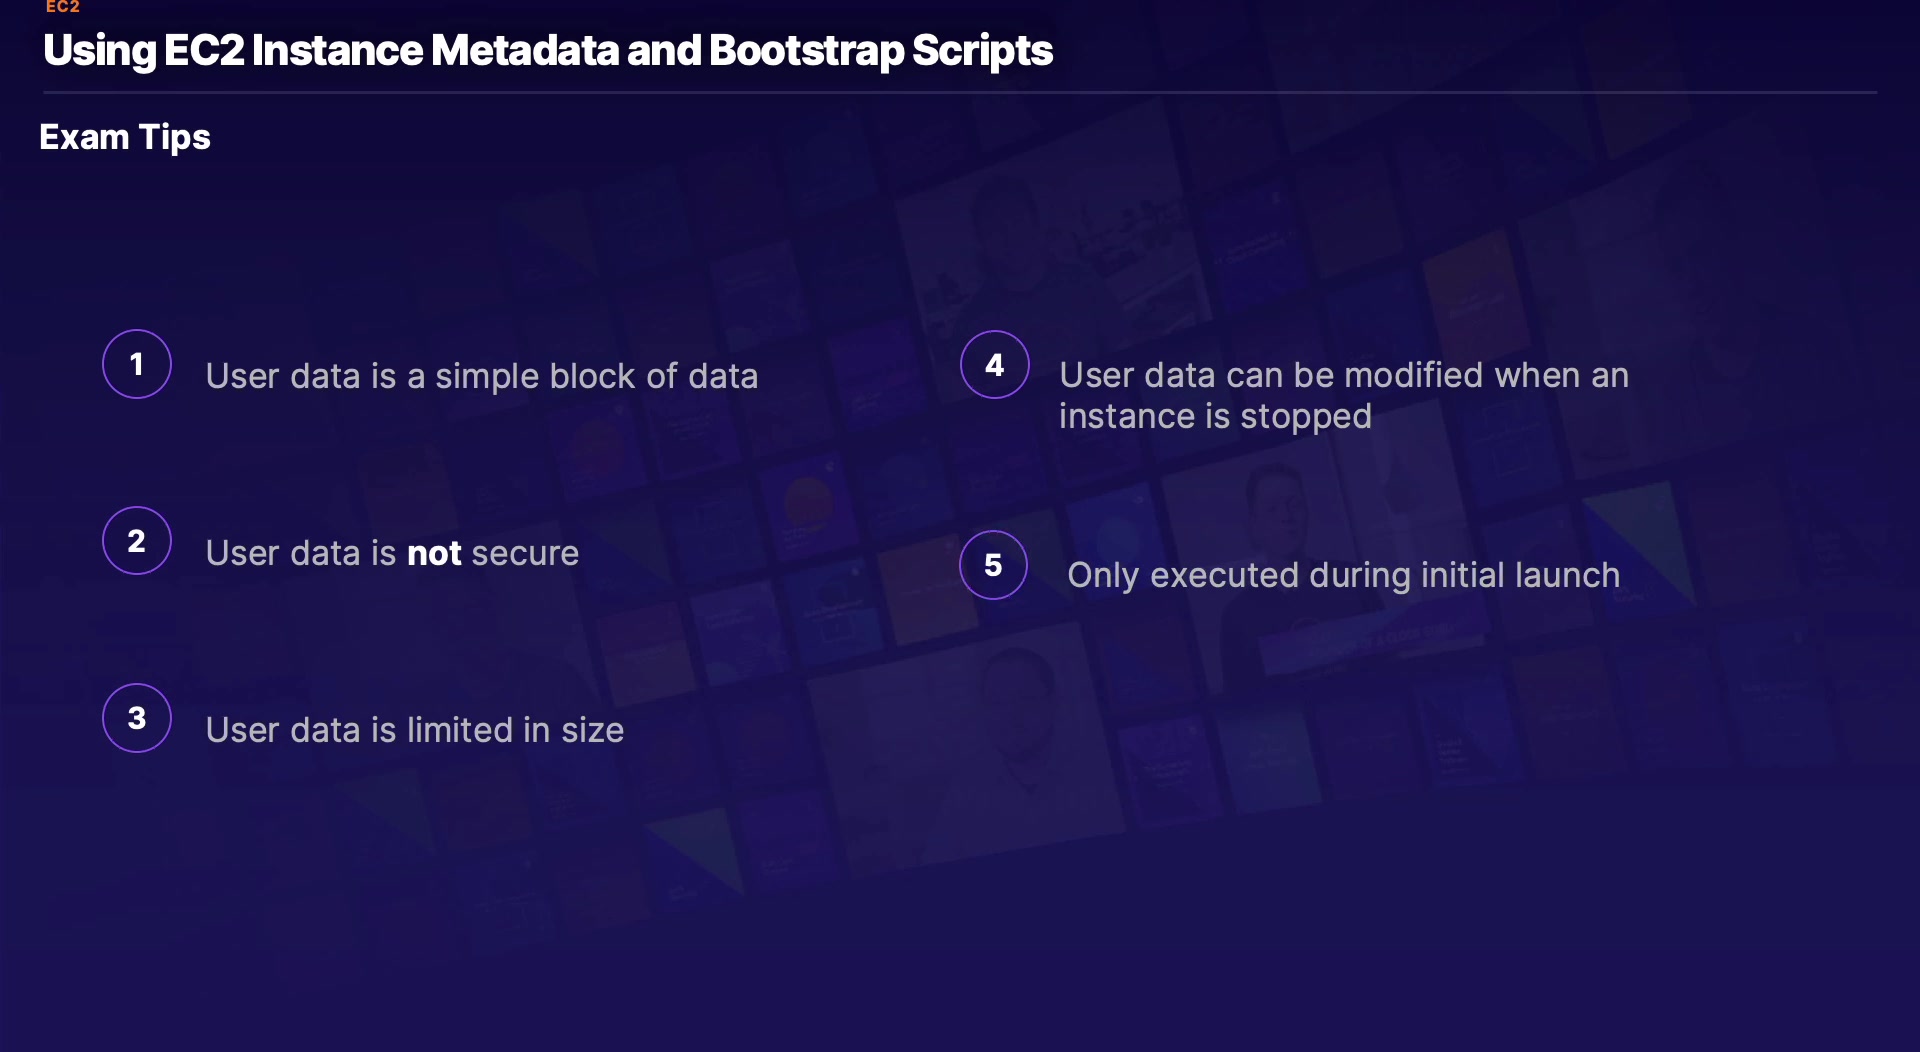 EC2
Using EC2 Instance Metadata and Bootstrap Scripts
Exam Tips
1
User data is a simple block of data
2
User data is not secure
3
User data is limited in size
4
User data can be modified when an
instance is stopped
5
Only executed during initial launch